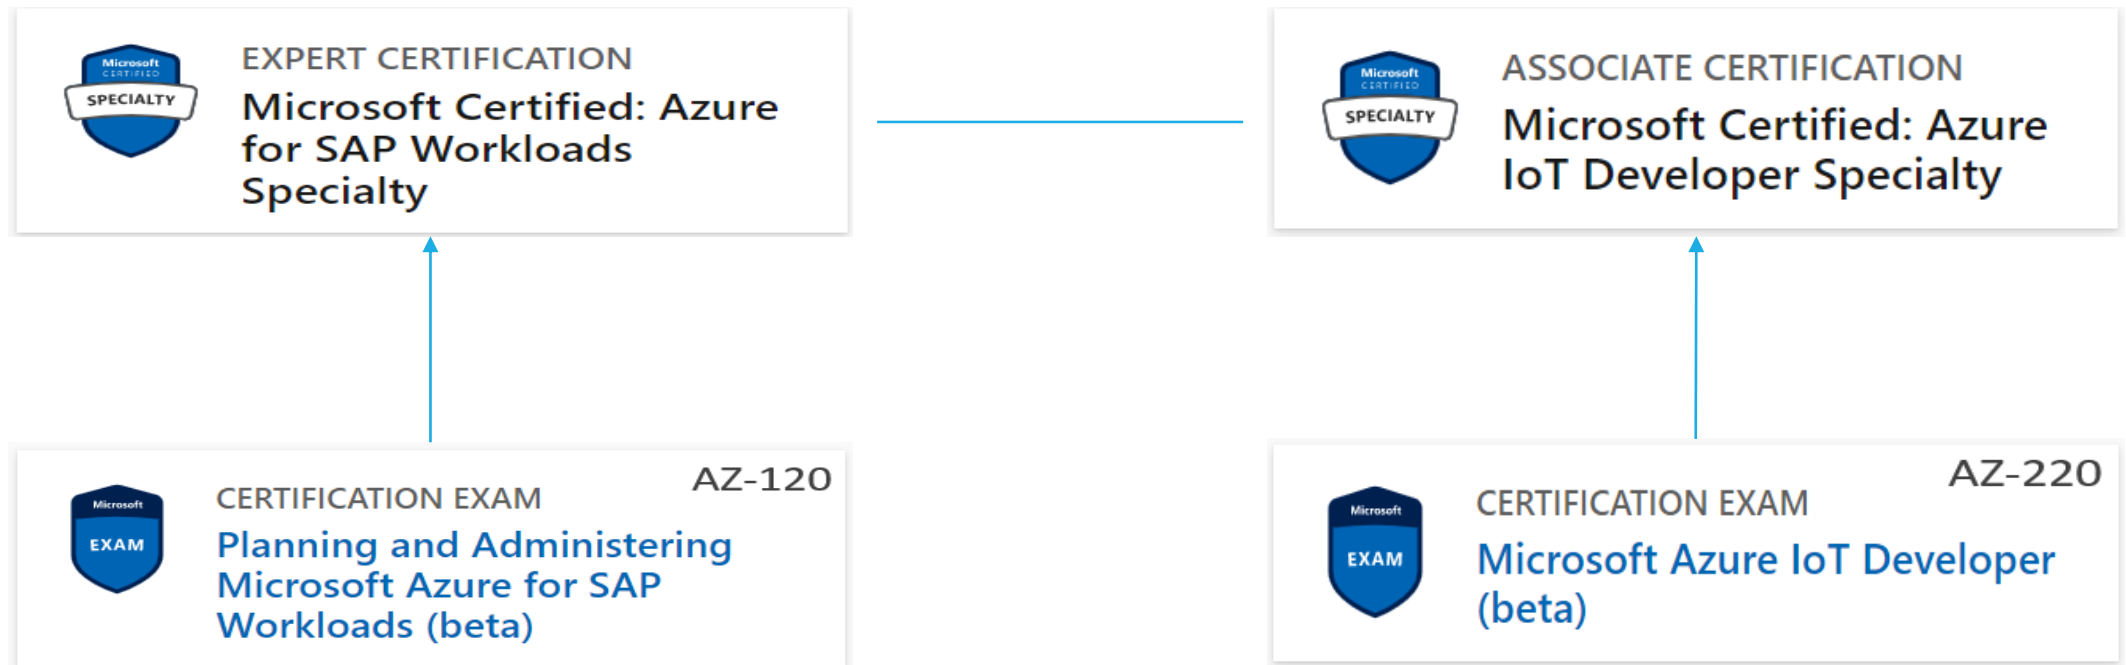 Microsoft
CERTIFIED
SPECIALTY
EXPERT CERTIFICATION
Microsoft Certified: Azure
for SAP Workloads
Specialty
Microsoft
CERTIFIED
SPECIALTY
ASSOCIATE CERTIFICATION
Microsoft Certified: Azure
IoT Developer Specialty
AZ-120
Microsoft
EXAM
CERTIFICATION EXAM
Planning and Administering
Microsoft Azure for SAP
Workloads (beta)
AZ-220
Microsoft
EXAM
CERTIFICATION EXAM
Microsoft Azure IoT Developer
(beta)